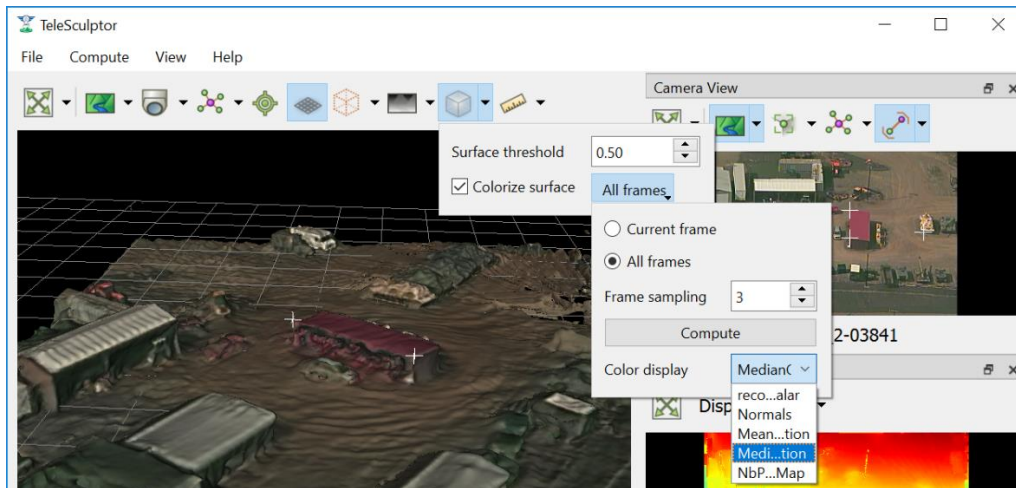 TeleSculptor
File Compute View Help
Camera View
Surface threshold 0.50
Colorize surface All frames
Current frame
All frames
Frame sampling 3
Compute
2-03841
Color display Median
reco...alar
Normals
Mean...tion
Medi...tion
NbP...Map
Disp